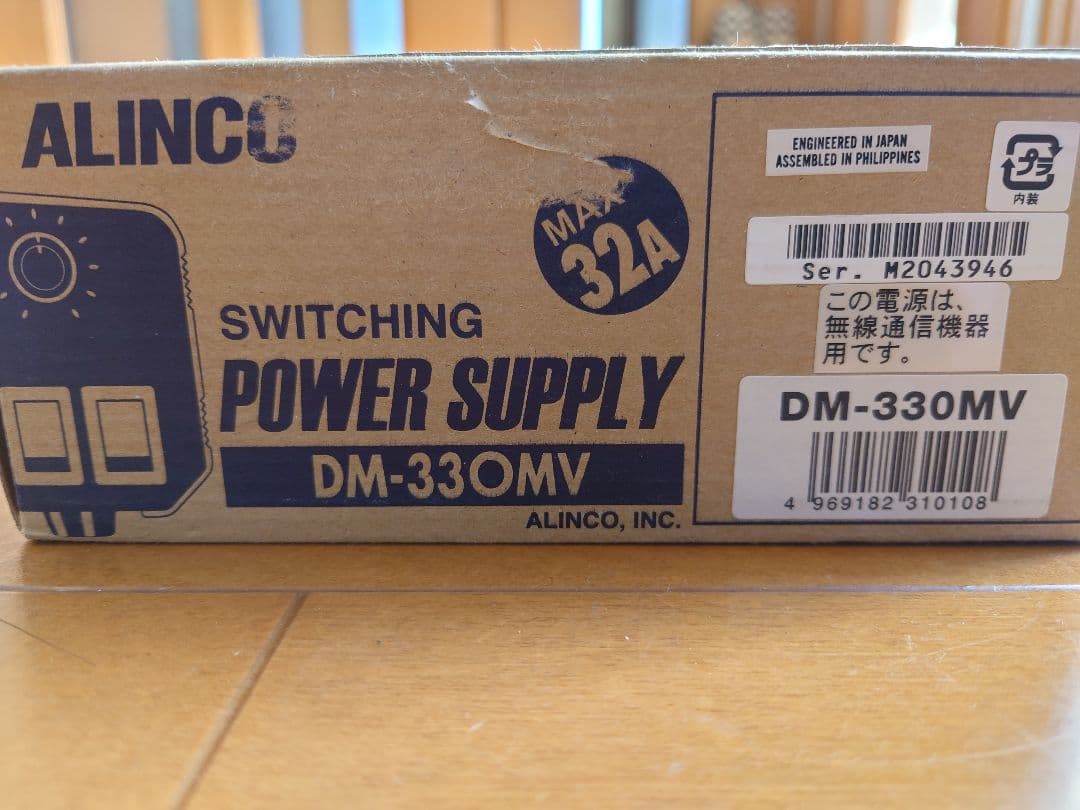 ALINCO
MAX
32A
SWITCHING
POWER SUPPLY
DM-330MV
ALINCO, INC.
ENGINEERED IN JAPAN
ASSEMBLED IN PHILIPPINES
プラ
内装
Ser. M2043946
この電源は、
無線通信機器
用です。
DM-330MV
4 969182 310108